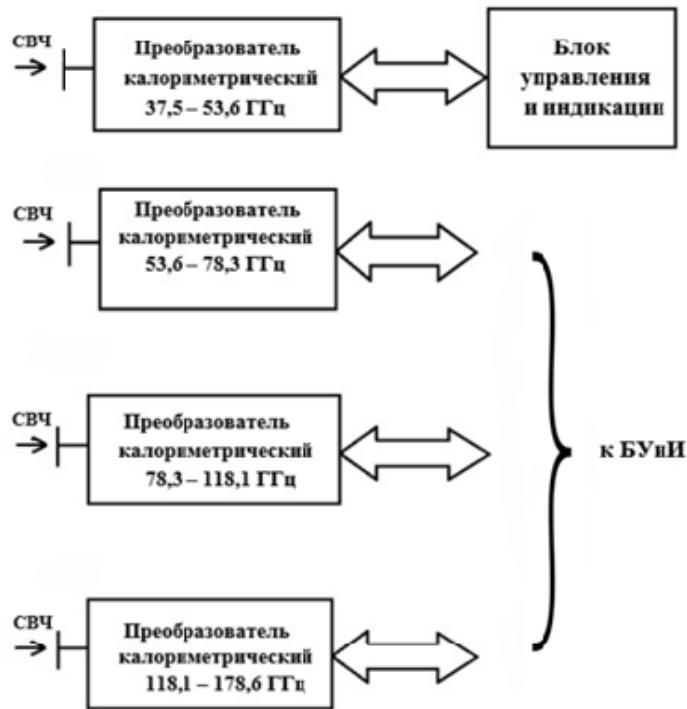 СВЧ
Преобразователь
калориметрический
37,5 – 53,6 ГГц
Блок
управления
и индикации
СВЧ
Преобразователь
калориметрический
53,6 – 78,3 ГГц
СВЧ
Преобразователь
калориметрический
78,3 – 118,1 ГГц
к БУиИ
СВЧ
Преобразователь
калориметрический
118,1 – 178,6 ГГц